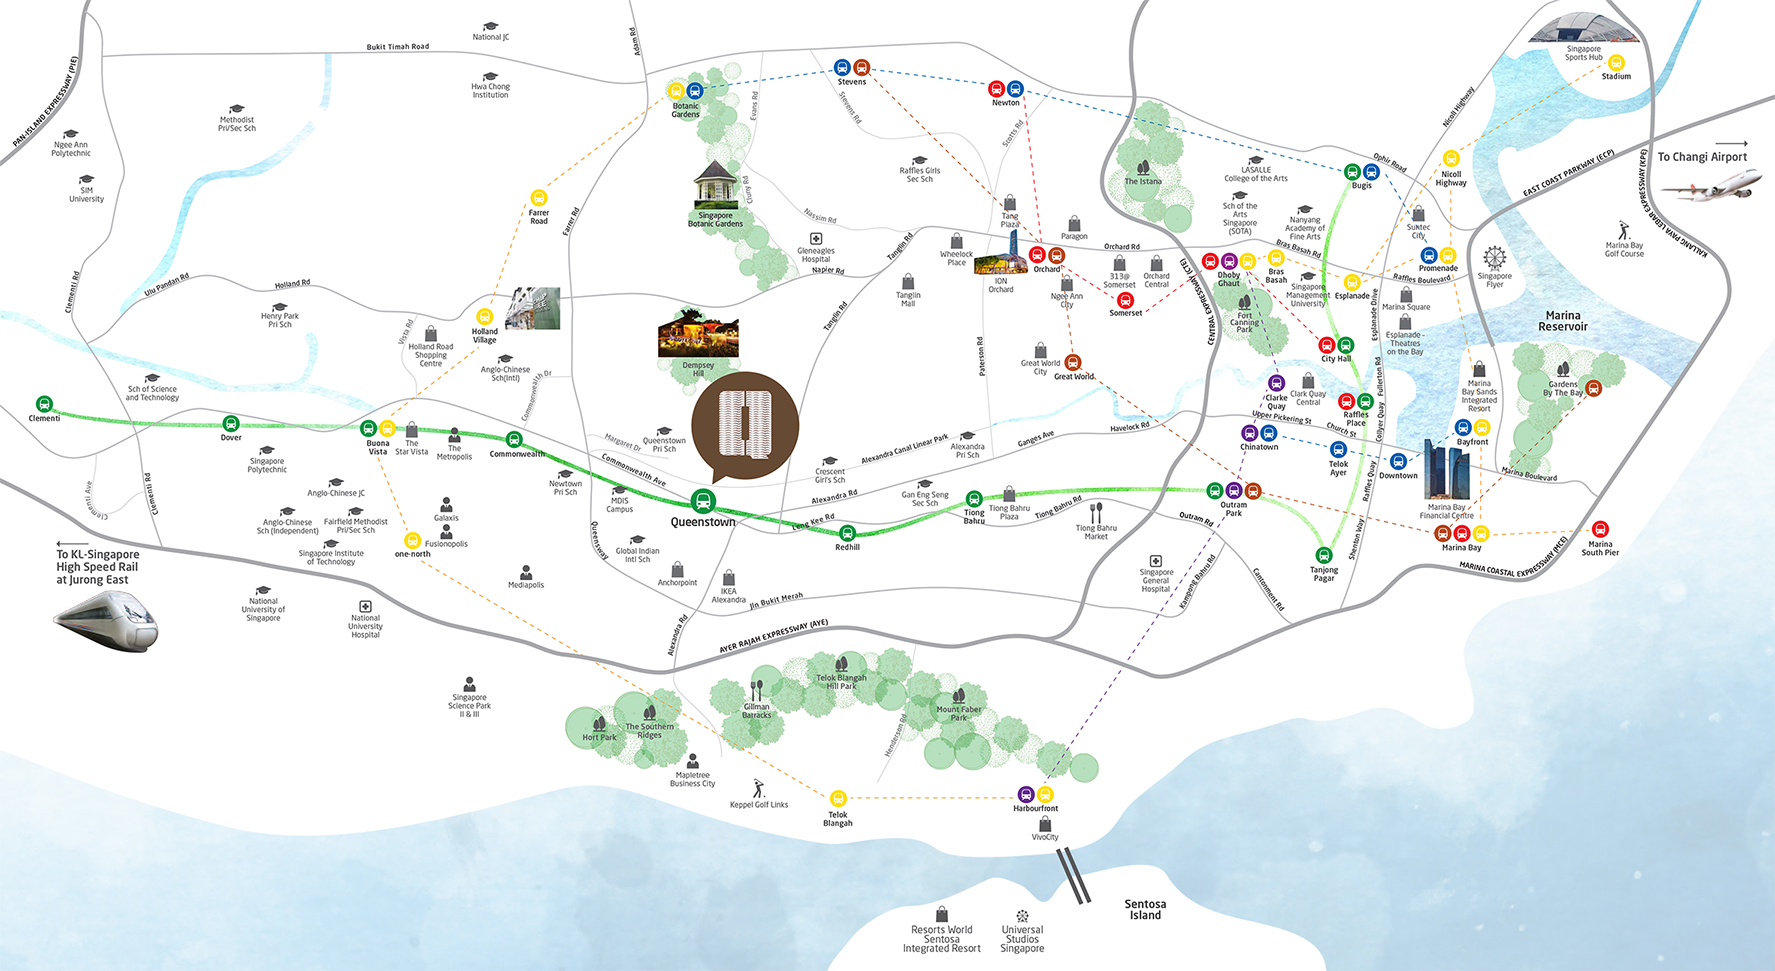 National JC
Bukit Timah Road
Adam Rd
PAN-ISLAND EXPRESSWAY (PIE)
Hwa Chong
Institution
Methodist
Pri/Sec Sch
Ngee Ann
Polytechnic
SIM
University
Farrer
Road
Farrer Rd
Botanic
Gardens
Evans Rd
Stevens
Stevens Rd
Newton
Scotts Rd
Cluny Rd
Singapore
Botanic Gardens
Raffles Girls
Sec Sch
Nassim Rd
Gleneagles
Hospital
Napier Rd
Tanglin Rd
Tanglin
Mall
Tanglin Rd
Wheelock
Place
Tang
Plaza
ION
Orchard
Orchard
Paragon
Orchard Rd
313@
Somerset
Orchard
Central
Ngee Ann
City
Somerset
Great World
City
Great World
Paterson Rd
The Istana
LASALLE
College of the Arts
Sch of the
Arts
Singapore
(SOTA)
Nanyang
Academy of
Fine Arts
Bras Basah Rd
Dhoby
Ghaut
Bras
Basah
Singapore
Management
University
Fort
Canning
Park
CENTRAL EXPRESSWAY (CTE)
Bugis
Ophir Road
Nicoll Highway
Nicoll
Highway
Suntec
City
Promenade
Raffles Boulevard
Esplanade
Esplanade Drive
Marina Square
Esplanade -
Theatres
on the Bay
Singapore
Flyer
Singapore
Sports Hub
Stadium
EAST COAST PARKWAY (ECP)
KALLANG PAYA LEBAR EXPRESSWAY (KPE)
To Changi Airport
Marina Bay
Golf Course
Marina
Reservoir
Gardens
By The Bay
City Hall
Clarke
Quay
Clark Quay
Central
Raffles
Place
Fullerton Rd
Collyer Quay
Upper Pickering St
Church St
Chinatown
Telok
Ayer
Downtown
Raffles Quay
Marina
Bay Sands
Integrated
Resort
Bayfront
Marina Boulevard
Marina Bay
Financial Centre
Marina Bay
Marina
South Pier
MARINA COASTAL EXPRESSWAY (MCE)
Shenton Way
Tanjong
Pagar
Outram
Park
Outram Rd
Cantonment Rd
Kampong Bahru Rd
Singapore
General
Hospital
Havelock Rd
Ganges Ave
Alexandra Canal Linear Park
Alexandra
Pri Sch
Crescent
Girl's Sch
Gan Eng Seng
Sec Sch
Alexandra Rd
Leng Kee Rd
Tiong
Bahru
Tiong Bahru
Plaza
Tiong Bahru Rd
Tiong Bahru
Market
Redhill
Queenstown
Queenstown
Pri Sch
Margaret Dr
Commonwealth Ave
Commonwealth Dr
Commonwealth
Newtown
Pri Sch
MDIS
Campus
Queensway
Global Indian
Intl Sch
Anchorpoint
IKEA
Alexandra
Jln Bukit Merah
Alexandra Rd
AYER RAJAH EXPRESSWAY (AYE)
Dempsey
Hill
Clementi Rd
Ulu Pandan Rd
Holland Rd
Henry Park
Pri Sch
Vista Rd
Holland Road
Shopping
Centre
Holland
Village
Anglo-Chinese
Sch(Intl)
Sch of Science
and Technology
Clementi
Dover
Buona
Vista
The
Star Vista
The
Metropolis
Singapore
Polytechnic
Clementi Ave
Clementi Rd
Anglo-Chinese JC
Anglo-Chinese
Sch (Independent)
Fairfield Methodist
Pri/Sec Sch
Galaxis
Fusionopolis
one-north
Singapore Institute
of Technology
Mediapolis
To KL-Singapore
High Speed Rail
at Jurong East
National
University of
Singapore
National
University
Hospital
Singapore
Science Park
II & III
Hort Park
The Southern
Ridges
Gillman
Barracks
Telok Blangah
Hill Park
Mount Faber
Park
Henderson Rd
Mapletree
Business City
Keppel Golf Links
Telok
Blangah
Harbourfront
VivoCity
Sentosa
Island
Resorts World
Sentosa
Integrated Resort
Universal
Studios
Singapore